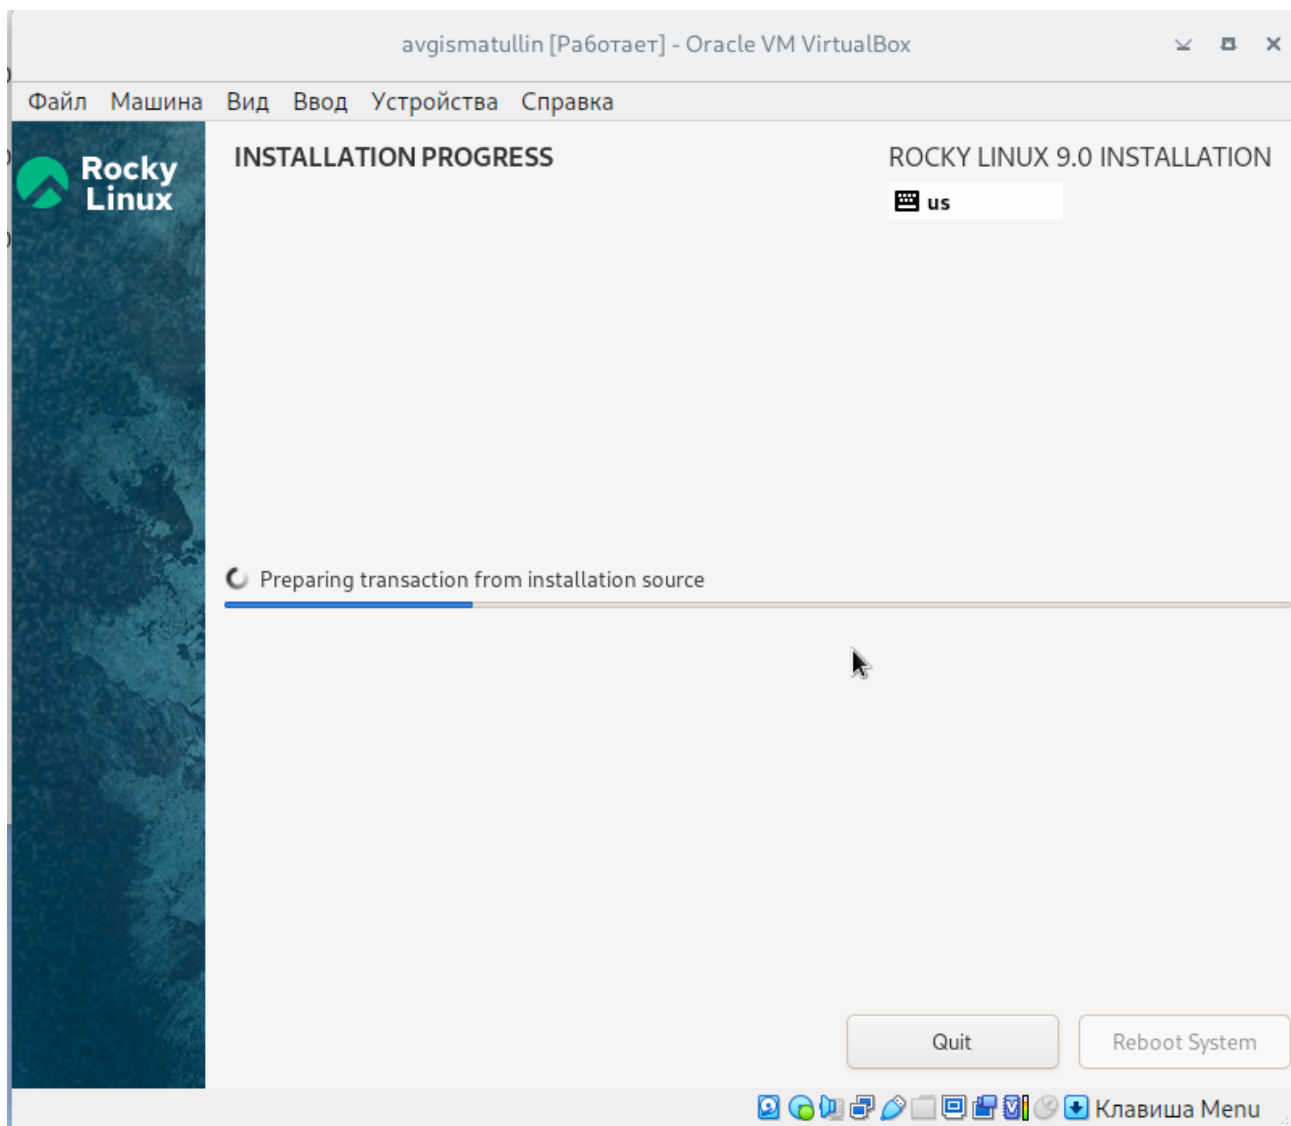 avgismatullin [Работает] - Oracle VM VirtualBox
Файл Машина Вид Ввод Устройства Справка
Rocky
Linux
INSTALLATION PROGRESS
ROCKY LINUX 9.0 INSTALLATION
us
Preparing transaction from installation source
Quit
Reboot System
Клавиша Menu